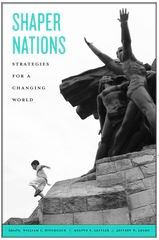 SHAPER
NATIONS
STRATEGIES
FOR A
CHANGING
WORLD